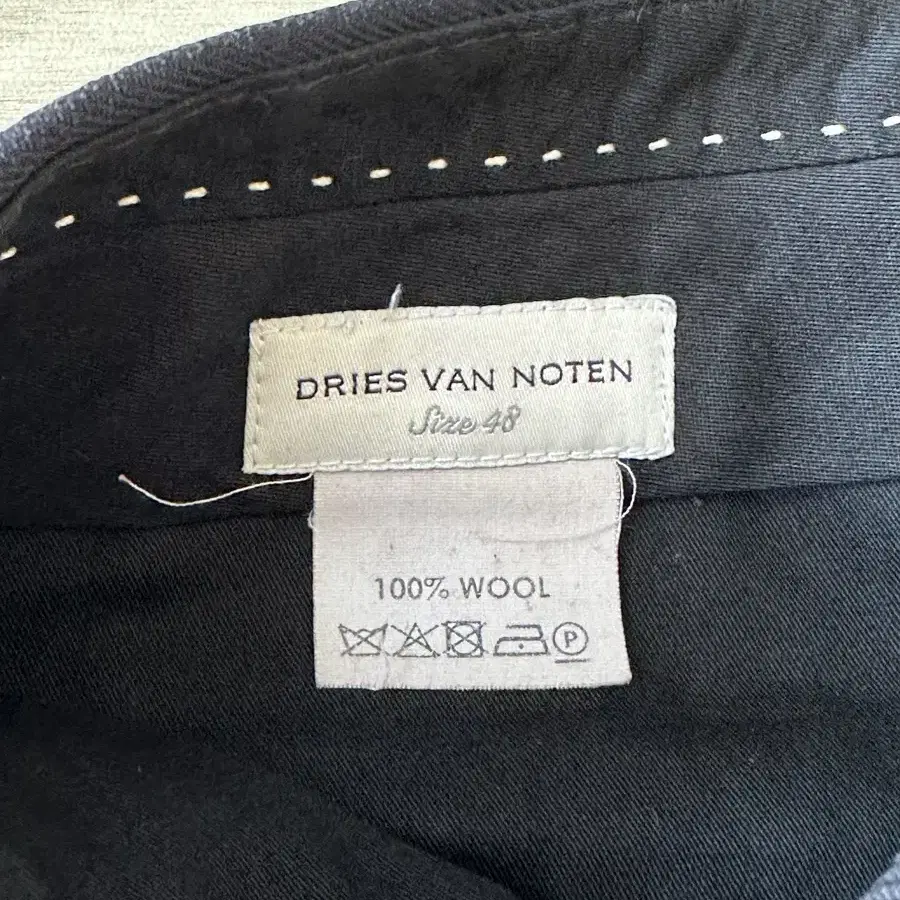 DRIES VAN NOTEN
Size 48
100% WOOL
P